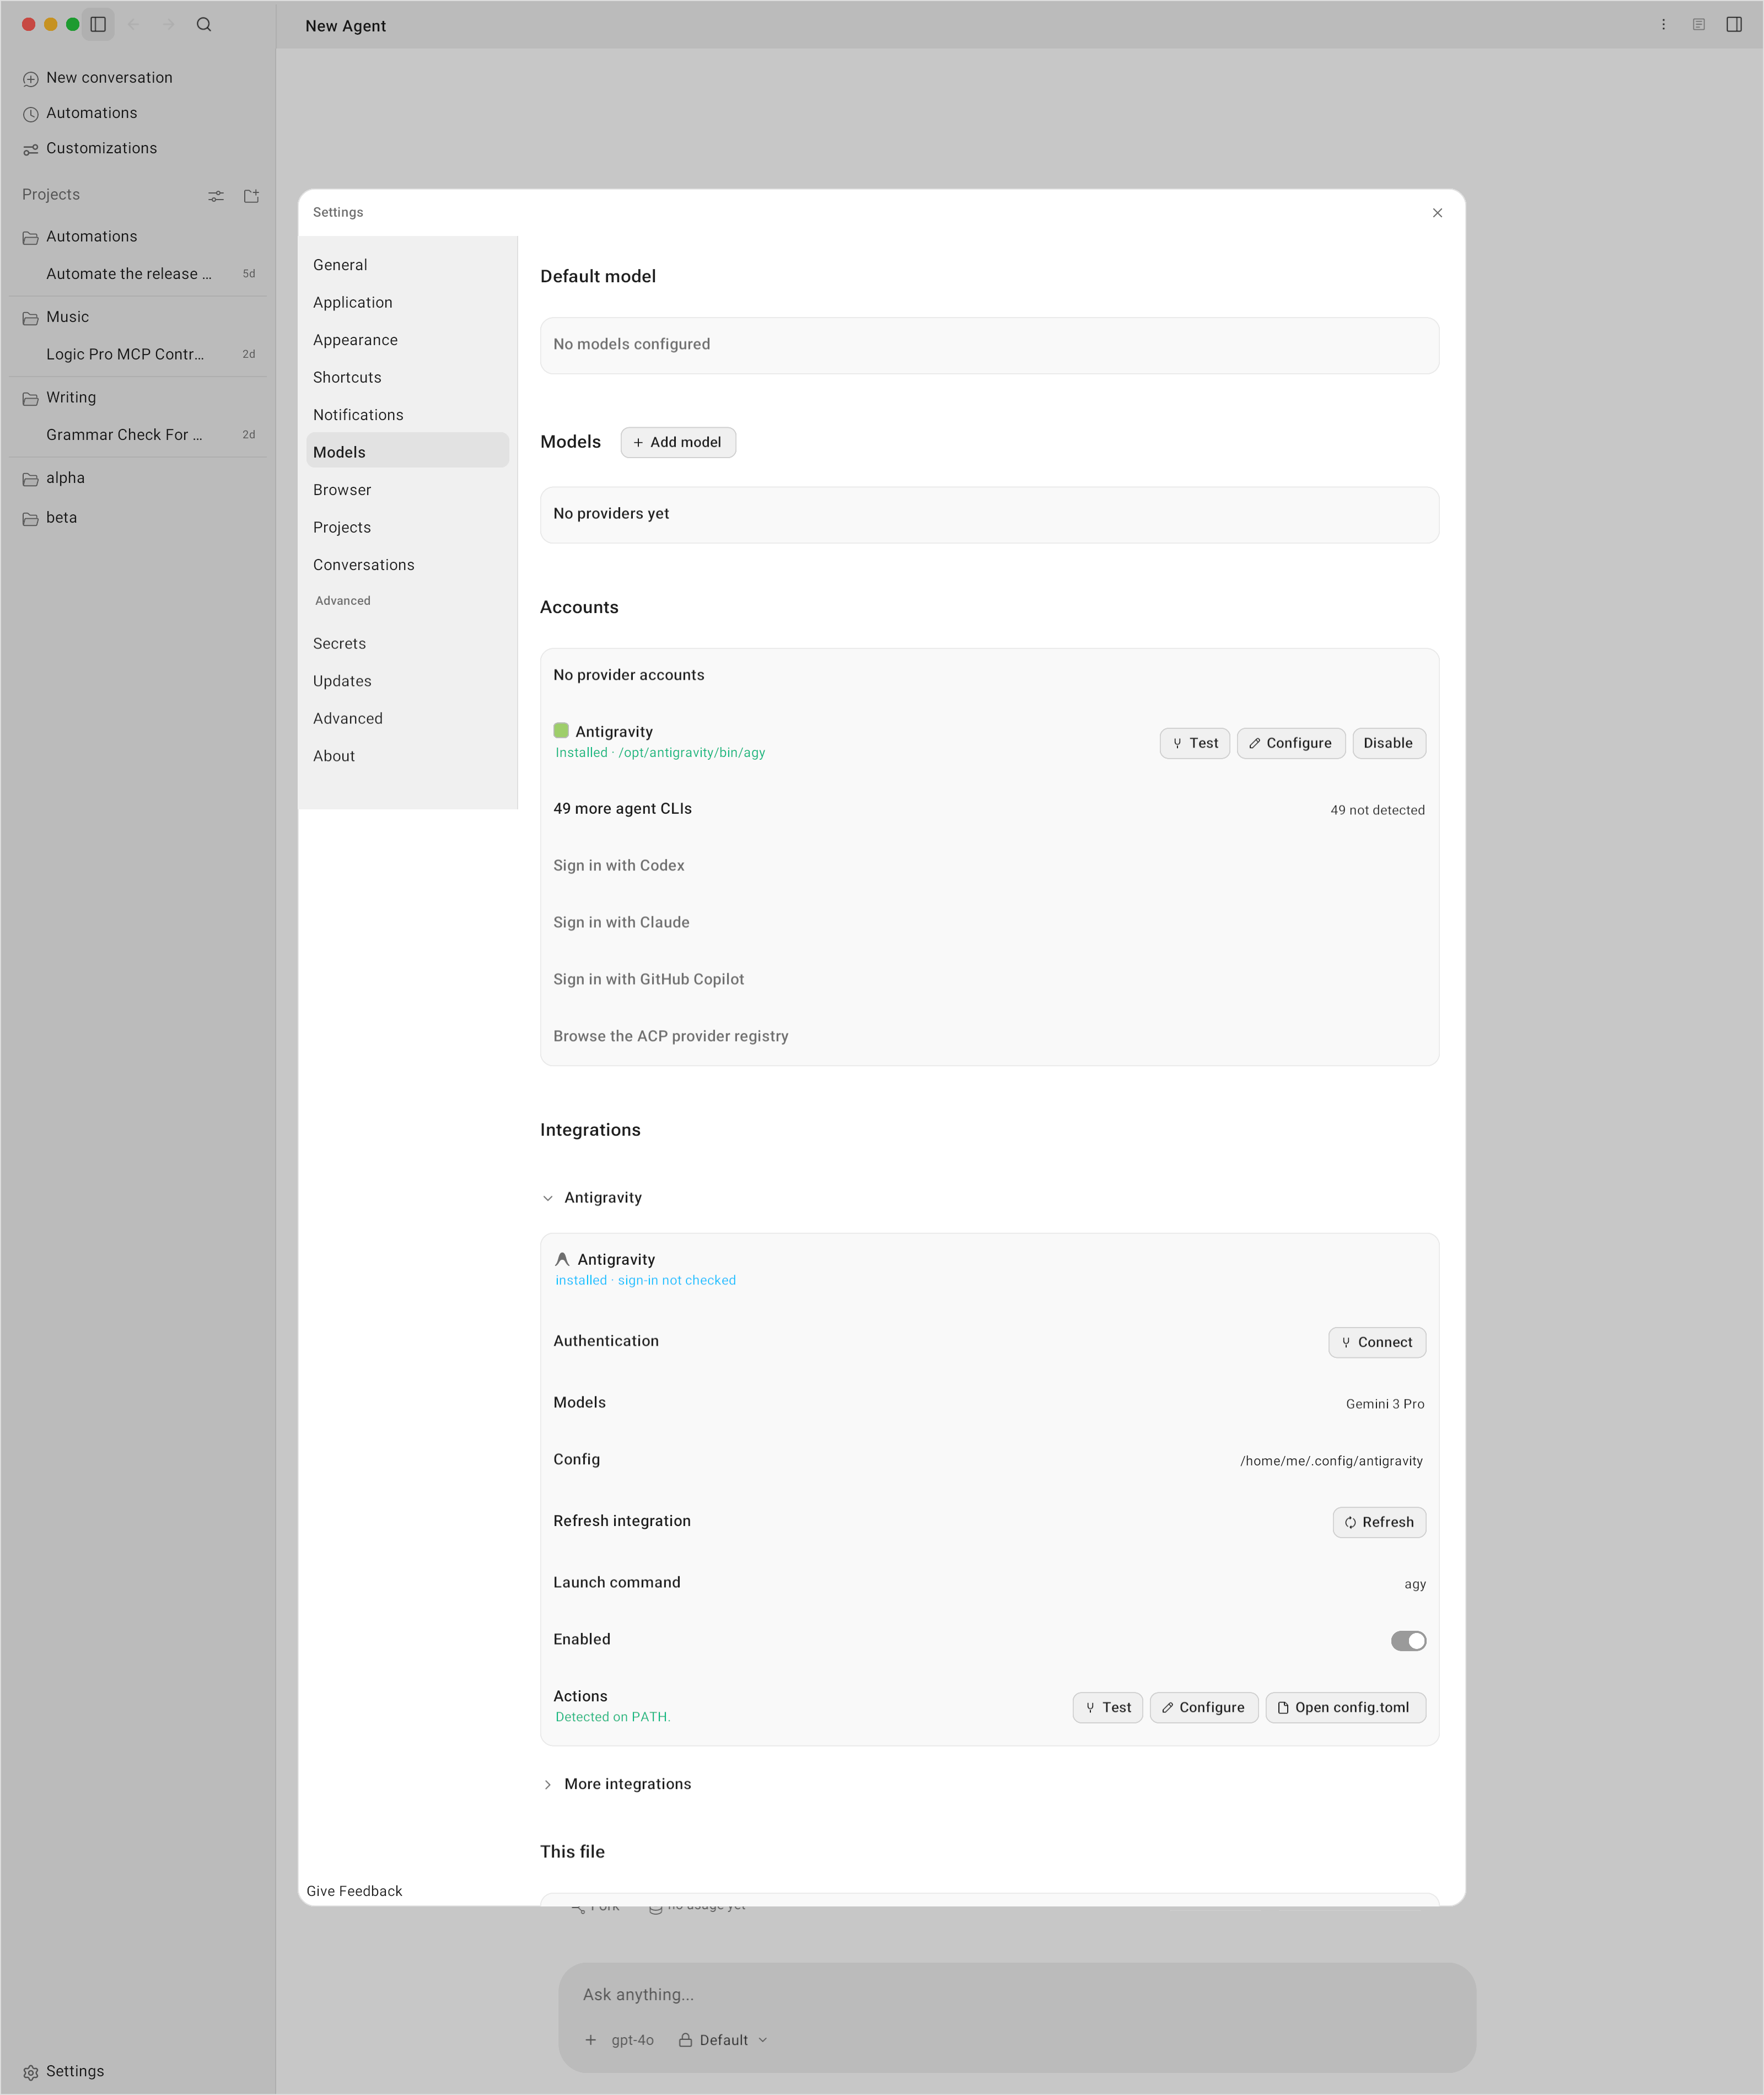 New Agent
New conversation
Automations
Customizations
Projects
Automations
Automate the release ... 5d
Music
Logic Pro MCP Contr... 2d
Writing
Grammar Check For ... 2d
alpha
beta
Settings
Settings
General
Application
Appearance
Shortcuts
Notifications
Models
Browser
Projects
Conversations
Advanced
Secrets
Updates
Advanced
About
Give Feedback
Default model
No models configured
Models + Add model
No providers yet
Accounts
No provider accounts
Antigravity
Installed · /opt/antigravity/bin/agy
Test Configure Disable
49 more agent CLIs 49 not detected
Sign in with Codex
Sign in with Claude
Sign in with GitHub Copilot
Browse the ACP provider registry
Integrations
Antigravity
Antigravity
installed · sign-in not checked
Authentication Connect
Models Gemini 3 Pro
Config /home/me/.config/antigravity
Refresh integration Refresh
Launch command agy
Enabled
Actions
Detected on PATH.
Test Configure Open config.toml
More integrations
This file
Fork no usage yet
Ask anything...
+ gpt-4o Default